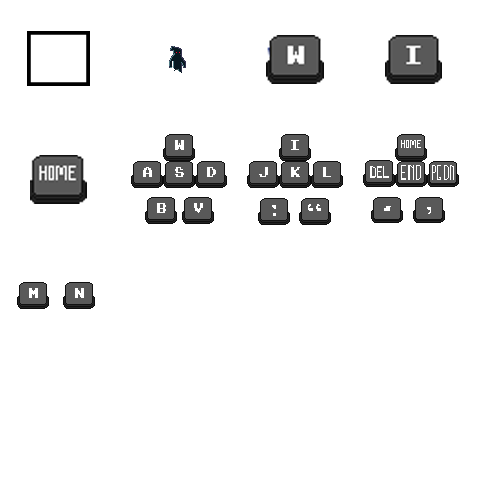 W I
HOME
W
A S D
B V
I
J K L
: “
HOME
DEL END PGDN
M N